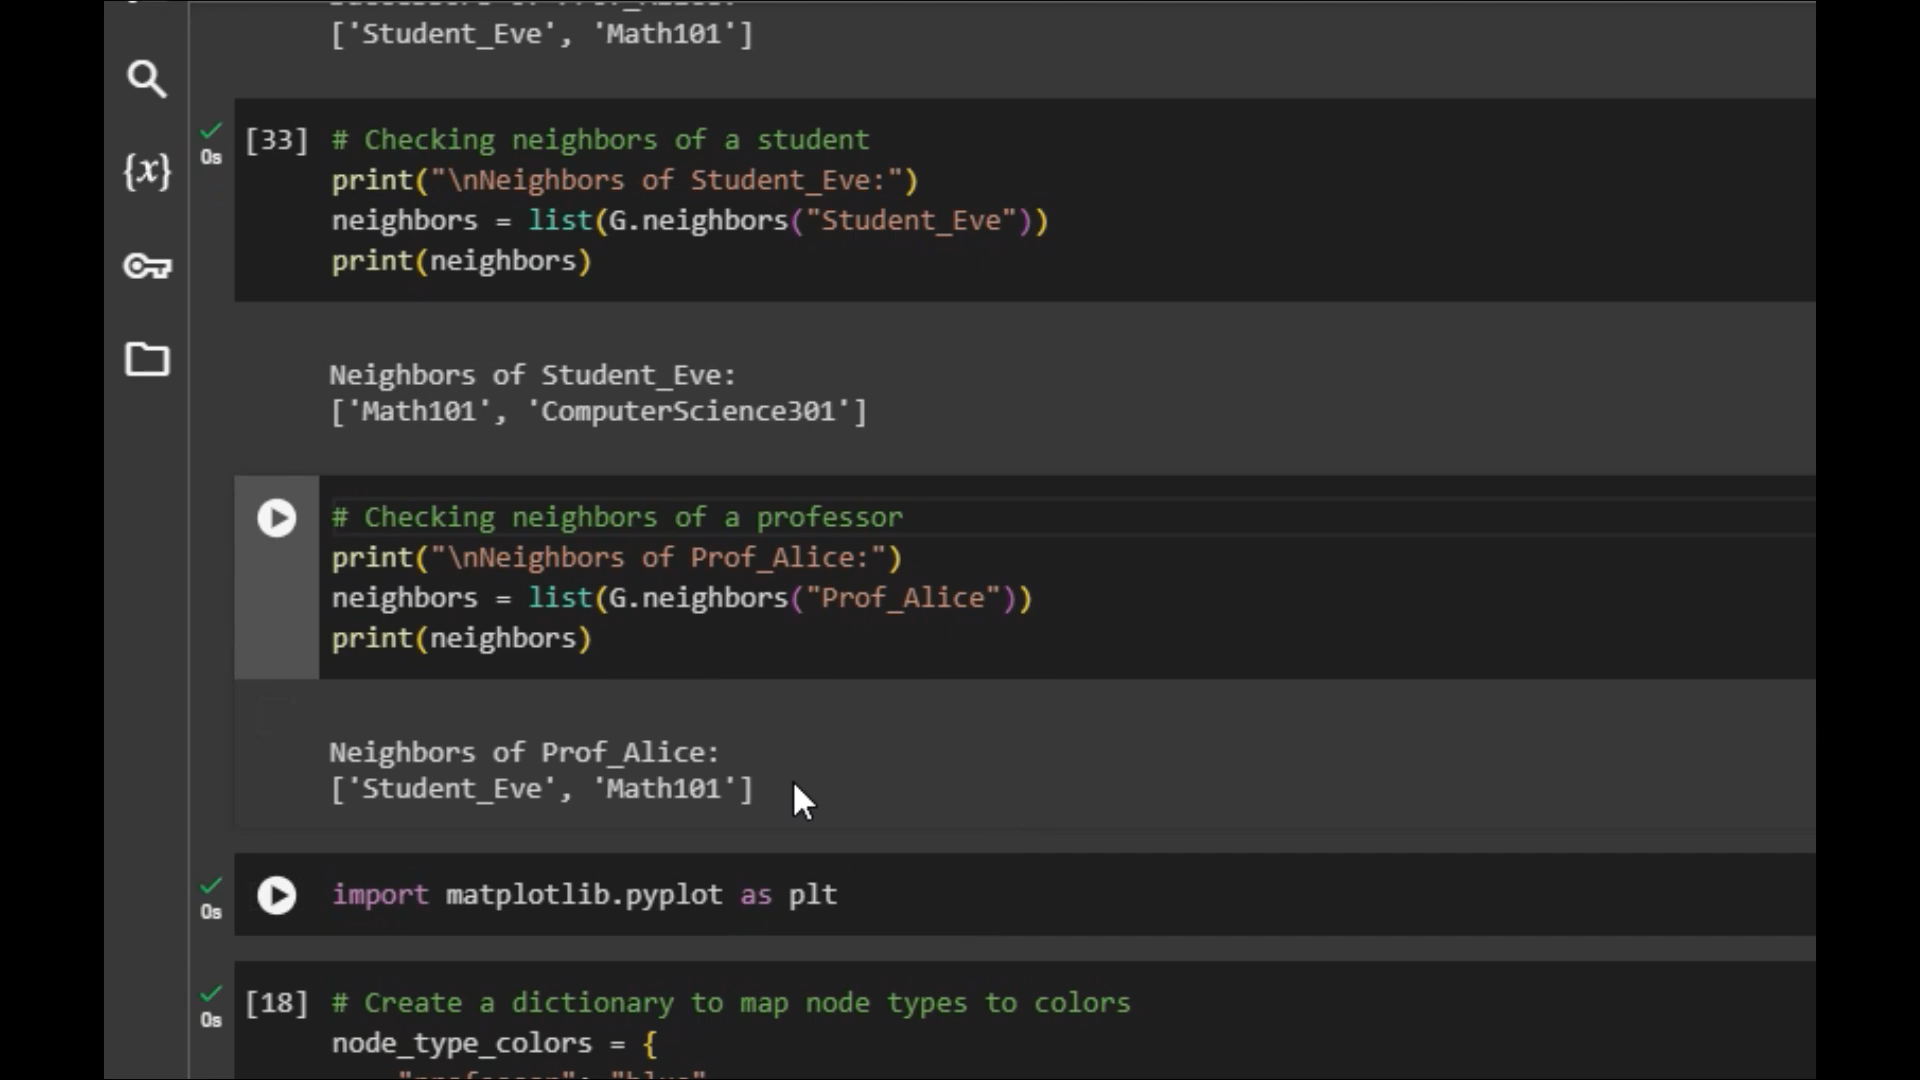 ['Student_Eve', 'Math101']
{x}
0s
[33]
# Checking neighbors of a student
print("\nNeighbors of Student_Eve:")
neighbors = list(G.neighbors("Student_Eve"))
print(neighbors)
Neighbors of Student_Eve:
['Math101', 'ComputerScience301']
# Checking neighbors of a professor
print("\nNeighbors of Prof_Alice:")
neighbors = list(G.neighbors("Prof_Alice"))
print(neighbors)
Neighbors of Prof_Alice:
['Student_Eve', 'Math101']
0s
import matplotlib.pyplot as plt
0s
[18]
# Create a dictionary to map node types to colors
node_type_colors = {